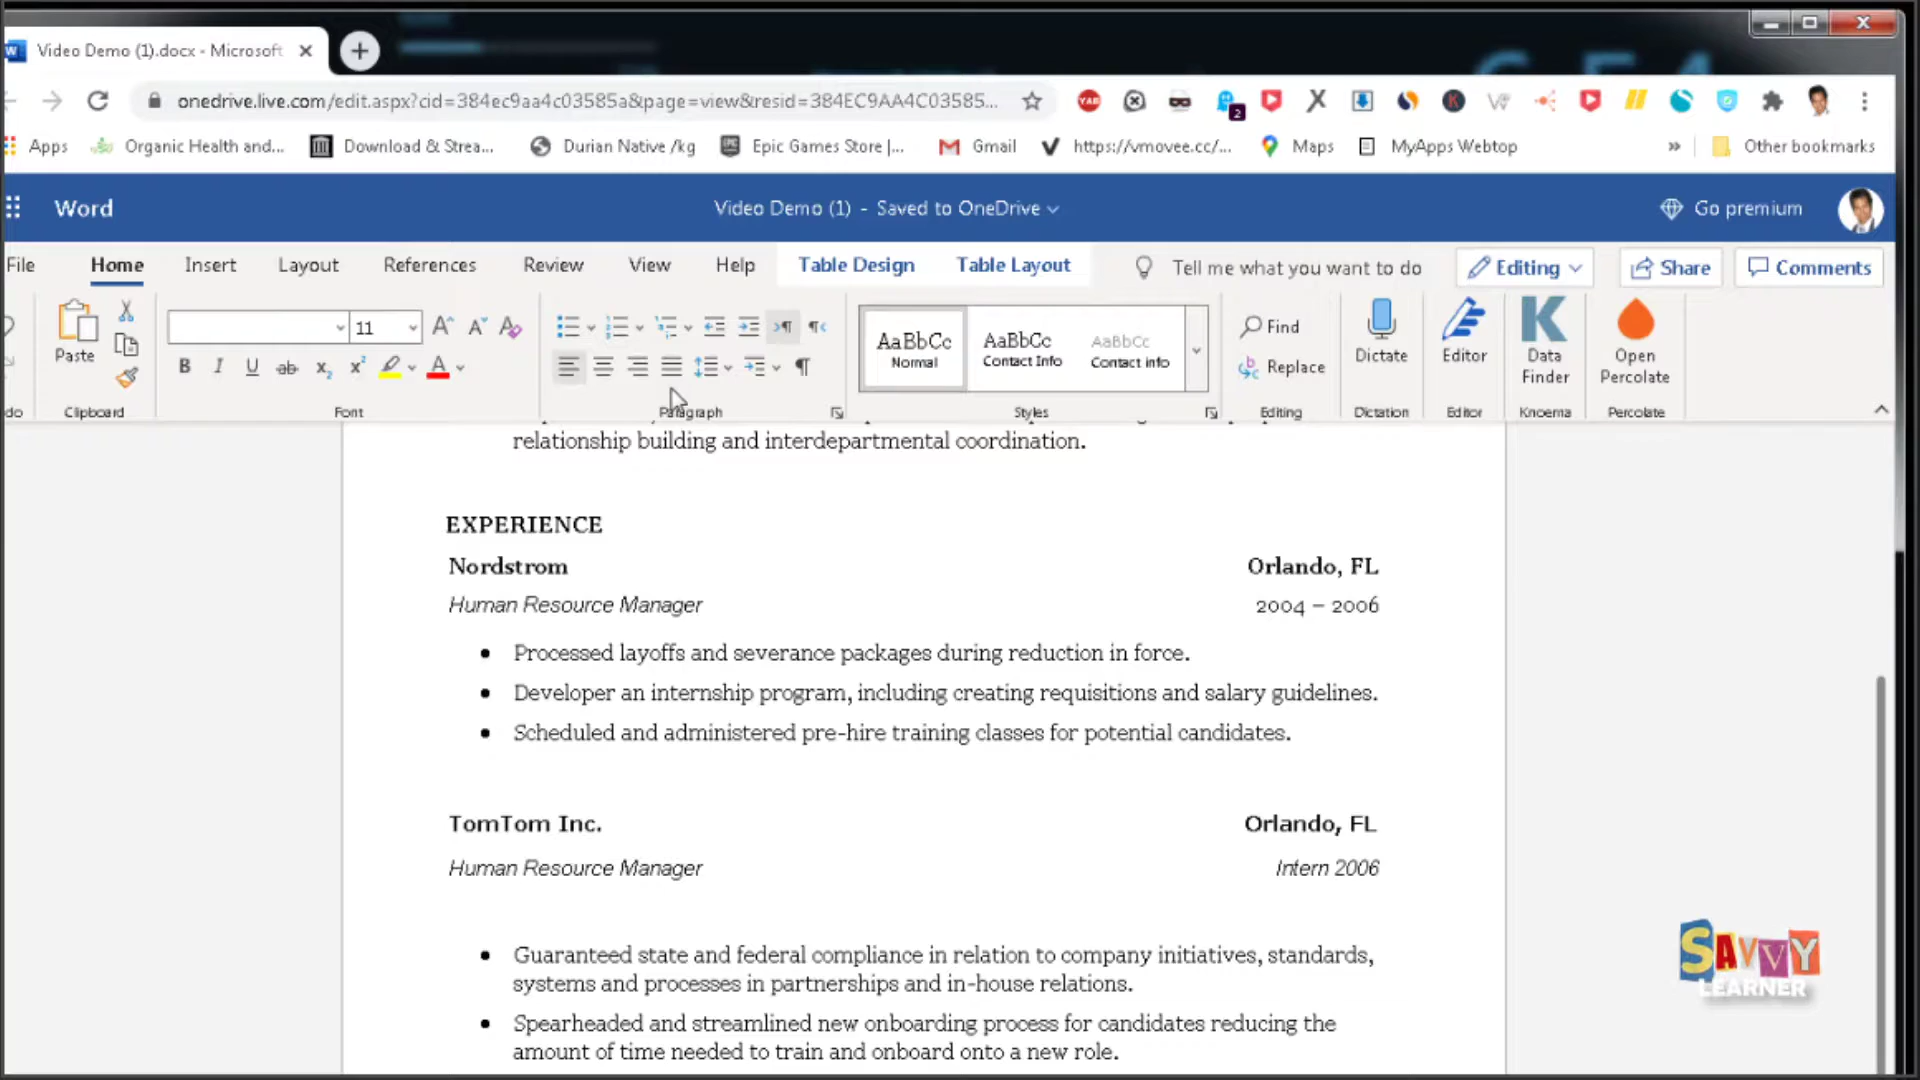 Video Demo (1).docx - Microsoft
onedrive.live.com/edit.aspx?cid=384ec9aa4c03585a&page=view&resid=384EC9AA4C03585...
2
Apps Organic Health and... Download & Strea... Durian Native /kg Epic Games Store |... Gmail https://vmovee.cc/... Maps MyApps Webtop » Other bookmarks
Word Video Demo (1) - Saved to OneDrive Go premium
File Home Insert Layout References Review View Help Table Design Table Layout Tell me what you want to do Editing Share Comments
Paste 11
AaBbCc Normal
AaBbCc Contact Info
AaBbCc Contact info
Find
Replace
Dictate
Editor
Data Finder
Open Percolate
do Clipboard Font Paragraph Styles Editing Dictation Editor Knoema Percolate
relationship building and interdepartmental coordination.
EXPERIENCE
Nordstrom Orlando, FL
Human Resource Manager 2004 – 2006
• Processed layoffs and severance packages during reduction in force.
• Developer an internship program, including creating requisitions and salary guidelines.
• Scheduled and administered pre-hire training classes for potential candidates.
TomTom Inc. Orlando, FL
Human Resource Manager Intern 2006
• Guaranteed state and federal compliance in relation to company initiatives, standards,
systems and processes in partnerships and in-house relations.
• Spearheaded and streamlined new onboarding process for candidates reducing the
amount of time needed to train and onboard onto a new role.
SAVVY
LEARNER